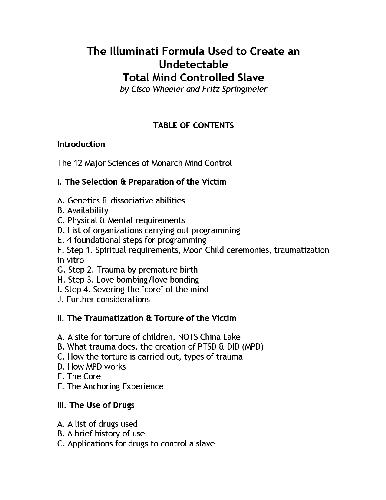 The Illuminati Formula Used to Create an
Undetectable
Total Mind Controlled Slave
by Cisco Wheeler and Fritz Springmeier
TABLE OF CONTENTS
Introduction
The 12 Major Sciences of Monarch Mind Control
I. The Selection & Preparation of the Victim
A. Genetics & dissociative abilities
B. Availability
C. Physical & Mental requirements
D. List of organizations carrying out programming
E. 4 foundational steps for programming
F. Step 1. Spiritual requirements, Moon Child ceremonies, traumatization
in vitro
G. Step 2. Trauma by premature birth
H. Step 3. Love bombing/love bonding
I. Step 4. Severing the "core" of the mind
J. Further considerations
II. The Traumatization & Torture of the Victim
A. A site for torture of children, NOTS China Lake
B. What trauma does, the creation of PTSD & DID (MPD)
C. How the torture is carried out, types of trauma
D. How MPD works
E. The Core
F. The Anchoring Experience
III. The Use of Drugs
A. A list of drugs used
B. A brief history of use
C. Applications for drugs to control a slave